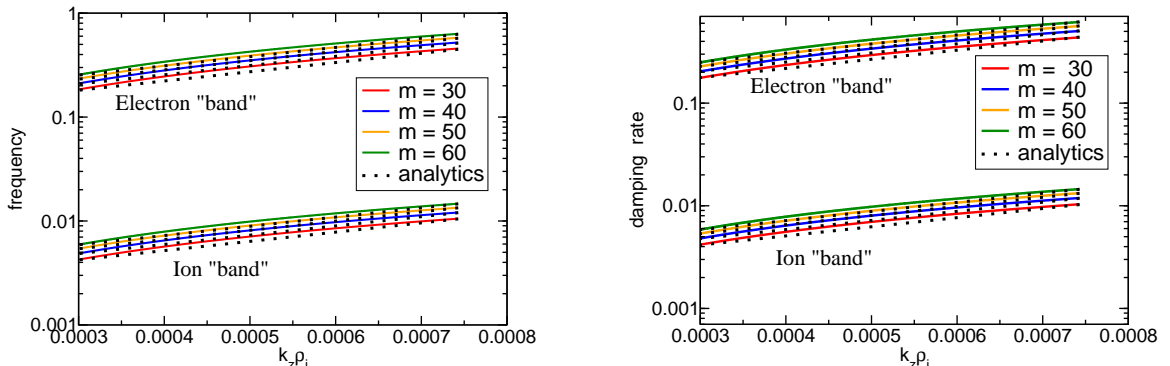 1
0.1
0.01
0.001
frequency
Electron "band"
Ion "band"
m = 30
m = 40
m = 50
m = 60
analytics
0.0003 0.0004 0.0005 0.0006 0.0007 0.0008
k_zρ_i
0.1
0.01
0.001
damping rate
Electron "band"
Ion "band"
m = 30
m = 40
m = 50
m = 60
analytics
0.0003 0.0004 0.0005 0.0006 0.0007 0.0008
k_zρ_i